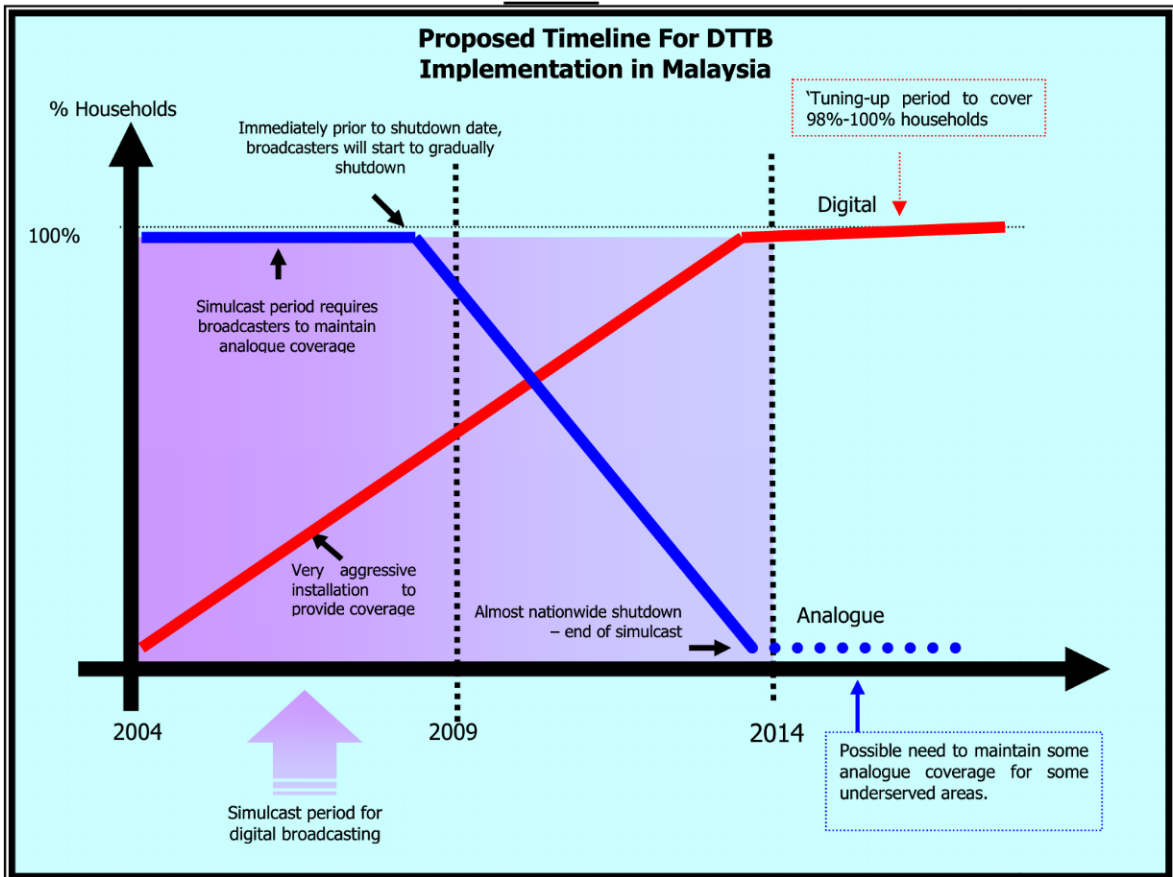 Proposed Timeline For DTTB
Implementation in Malaysia
% Households
'Tuning-up period to cover
98%-100% households
Immediately prior to shutdown date,
broadcasters will start to gradually
shutdown
Digital
100%
Simulcast period requires
broadcasters to maintain
analogue coverage
Very aggressive
installation to
provide coverage
Almost nationwide shutdown
– end of simulcast
Analogue
2004
2009
2014
Possible need to maintain some
analogue coverage for some
underserved areas.
Simulcast period for
digital broadcasting